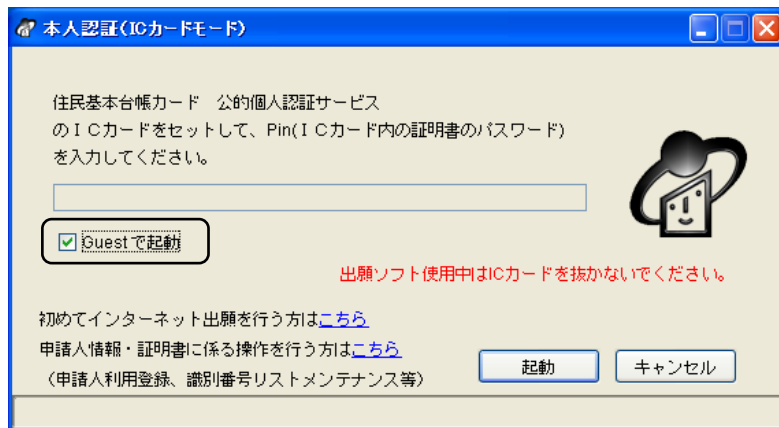 本人認証(ICカードモード)
住民基本台帳カード 公的個人認証サービス
のＩＣカードをセットして、Pin(ＩＣカード内の証明書のパスワード)
を入力してください。
Guestで起動
出願ソフト使用中はICカードを抜かないでください。
初めてインターネット出願を行う方はこちら
申請人情報・証明書に係る操作を行う方はこちら
（申請人利用登録、識別番号リストメンテナンス等）
起動
キャンセル